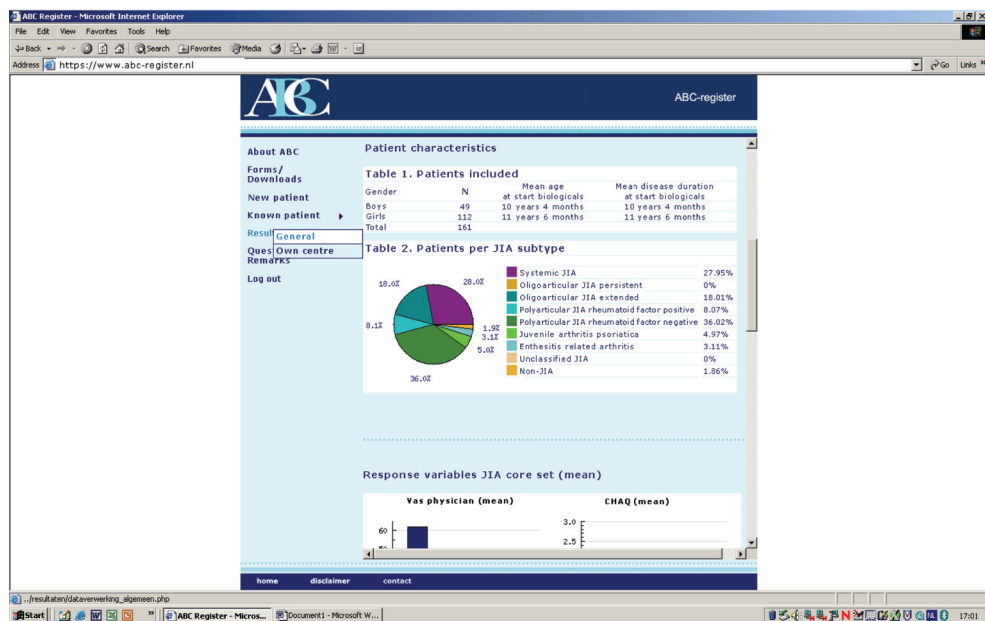 ABC Register - Microsoft Internet Explorer
File Edit View Favorites Tools Help
Back Search Favorites Media
Address https://www.abc-register.nl Go Links »
ABC
ABC-register
About ABC
Forms/
Downloads
New patient
Known patient
Resul
General
Ques
Own centre
Remarks
Log out
Patient characteristics
Table 1. Patients included
Gender N Mean age at start biologicals Mean disease duration at start biologicals
Boys 49 10 years 4 months 10 years 4 months
Girls 112 11 years 6 months 11 years 6 months
Total 161
Table 2. Patients per JIA subtype
18.0%
28.0%
8.1%
1.9%
3.1%
5.0%
36.0%
Systemic JIA 27.95%
Oligoarticular JIA persistent 0%
Oligoarticular JIA extended 18.01%
Polyarticular JIA rheumatoid factor positive 8.07%
Polyarticular JIA rheumatoid factor negative 36.02%
Juvenile arthritis psoriatica 4.97%
Enthesitis related arthritis 3.11%
Unclassified JIA 0%
Non-JIA 1.86%
Response variables JIA core set (mean)
Vas physician (mean) CHAQ (mean)
60
3.0
2.5
home disclaimer contact
../resultaten/dataverwerking_algemeen.php
Start » ABC Register - Micros... Document1 - Microsoft W... 17:01